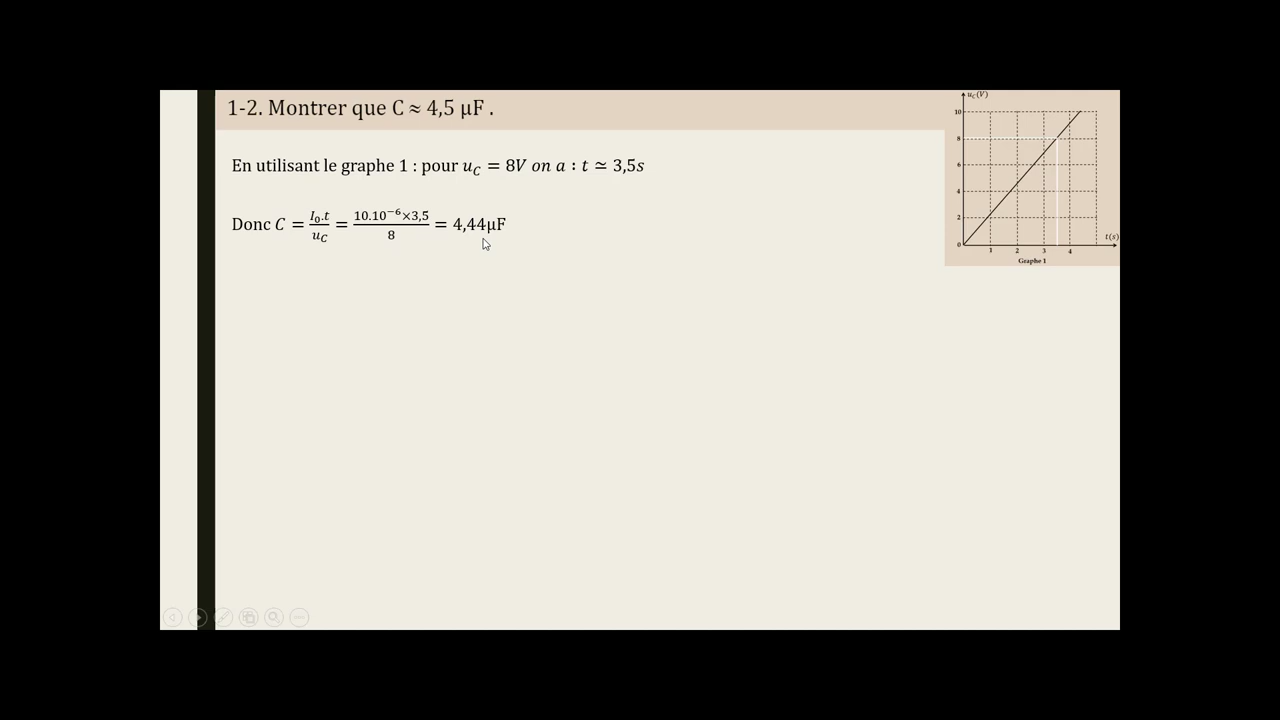 1-2. Montrer que C ≈ 4,5 μF .
En utilisant le graphe 1 : pour u_C = 8V on a : t ≃ 3,5s
Donc C = I₀.t / u_C = 10.10⁻⁶×3,5 / 8 = 4,44μF
u_C(V)
10
8
6
4
2
0
1 2 3 4
t(s)
Graphe 1